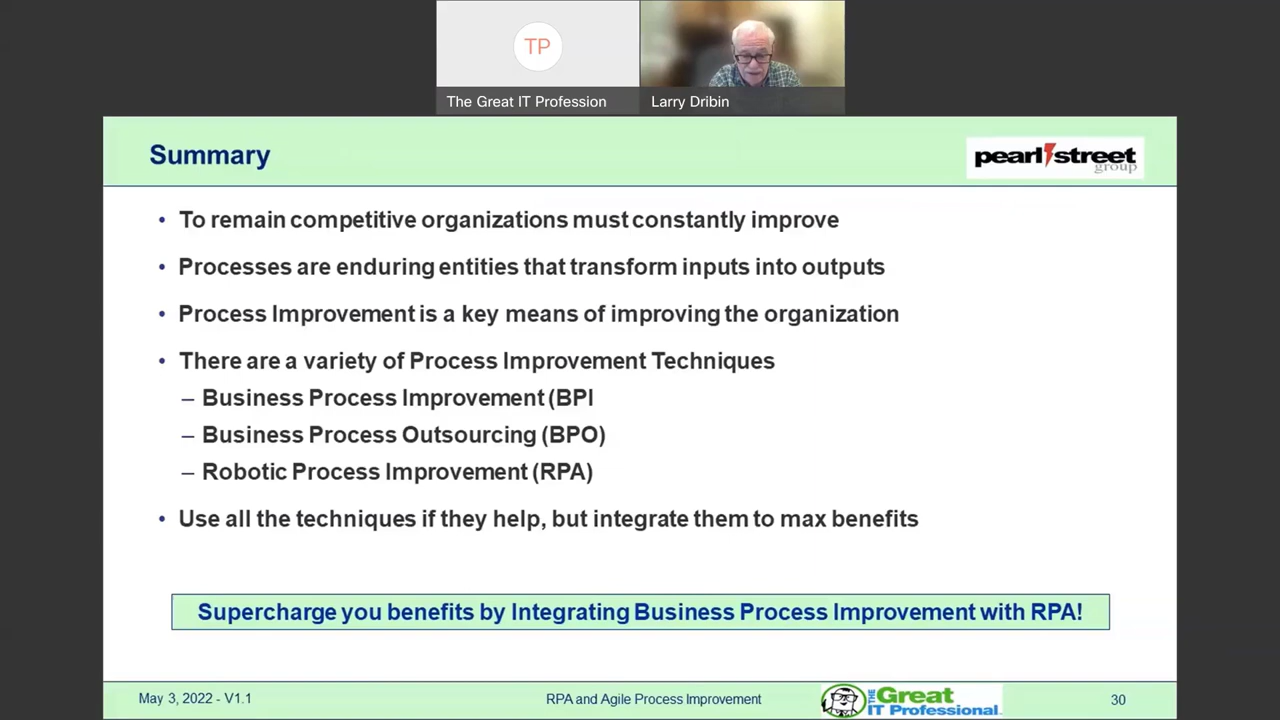 TP
The Great IT Profession
Larry Dribin
Summary
pearl street
group
• To remain competitive organizations must constantly improve
• Processes are enduring entities that transform inputs into outputs
• Process Improvement is a key means of improving the organization
• There are a variety of Process Improvement Techniques
– Business Process Improvement (BPI
– Business Process Outsourcing (BPO)
– Robotic Process Improvement (RPA)
• Use all the techniques if they help, but integrate them to max benefits
Supercharge you benefits by Integrating Business Process Improvement with RPA!
May 3, 2022 - V1.1
RPA and Agile Process Improvement
THE Great
IT Professional
30